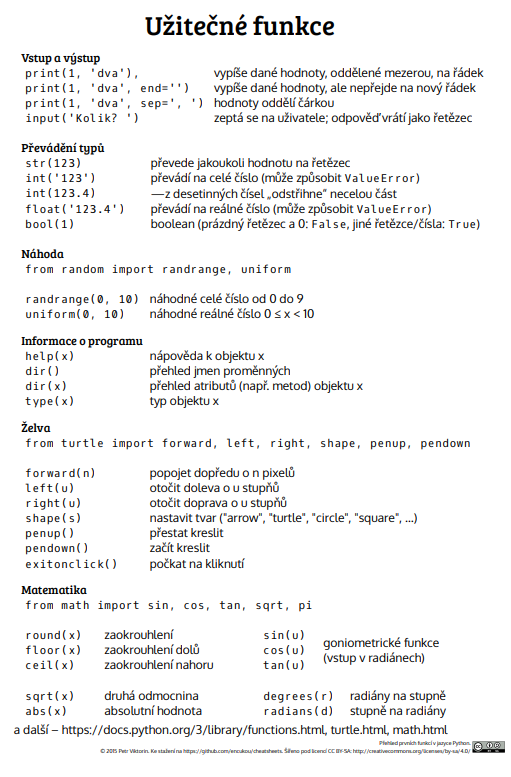 Užitečné funkce
Vstup a výstup
print(1, 'dva'), vypíše dané hodnoty, oddělené mezerou, na řádek
print(1, 'dva', end='') vypíše dané hodnoty, ale nepřejde na nový řádek
print(1, 'dva', sep=', ') hodnoty oddělí čárkou
input('Kolik? ') zeptá se na uživatele; odpověď vrátí jako řetězec
Převádění typů
str(123) převede jakoukoli hodnotu na řetězec
int('123') převádí na celé číslo (může způsobit ValueError)
int(123.4) — z desetinných čísel „odstřihne“ necelou část
float('123.4') převádí na reálné číslo (může způsobit ValueError)
bool(1) boolean (prázdný řetězec a 0: False, jiné řetězce/čísla: True)
Náhoda
from random import randrange, uniform
randrange(0, 10) náhodné celé číslo od 0 do 9
uniform(0, 10) náhodné reálné číslo 0 ≤ x < 10
Informace o programu
help(x) nápověda k objektu x
dir() přehled jmen proměnných
dir(x) přehled atributů (např. metod) objektu x
type(x) typ objektu x
Želva
from turtle import forward, left, right, shape, penup, pendown
forward(n) popojet dopředu o n pixelů
left(u) otočit doleva o u stupňů
right(u) otočit doprava o u stupňů
shape(s) nastavit tvar ("arrow", "turtle", "circle", "square", …)
penup() přestat kreslit
pendown() začít kreslit
exitonclick() počkat na kliknutí
Matematika
from math import sin, cos, tan, sqrt, pi
round(x) zaokrouhlení sin(u)
floor(x) zaokrouhlení dolů cos(u) goniometrické funkce
ceil(x) zaokrouhlení nahoru tan(u) (vstup v radiánech)
sqrt(x) druhá odmocnina degrees(r) radiány na stupně
abs(x) absolutní hodnota radians(d) stupně na radiány
a další – https://docs.python.org/3/library/functions.html, turtle.html, math.html
Přehled prvních funkcí v jazyce Python.
© 2015 Petr Viktorin. Ke stažení na https://github.com/encukou/cheatsheets. Šířeno pod licencí CC BY-SA: http://creativecommons.org/licenses/by-sa/4.0/